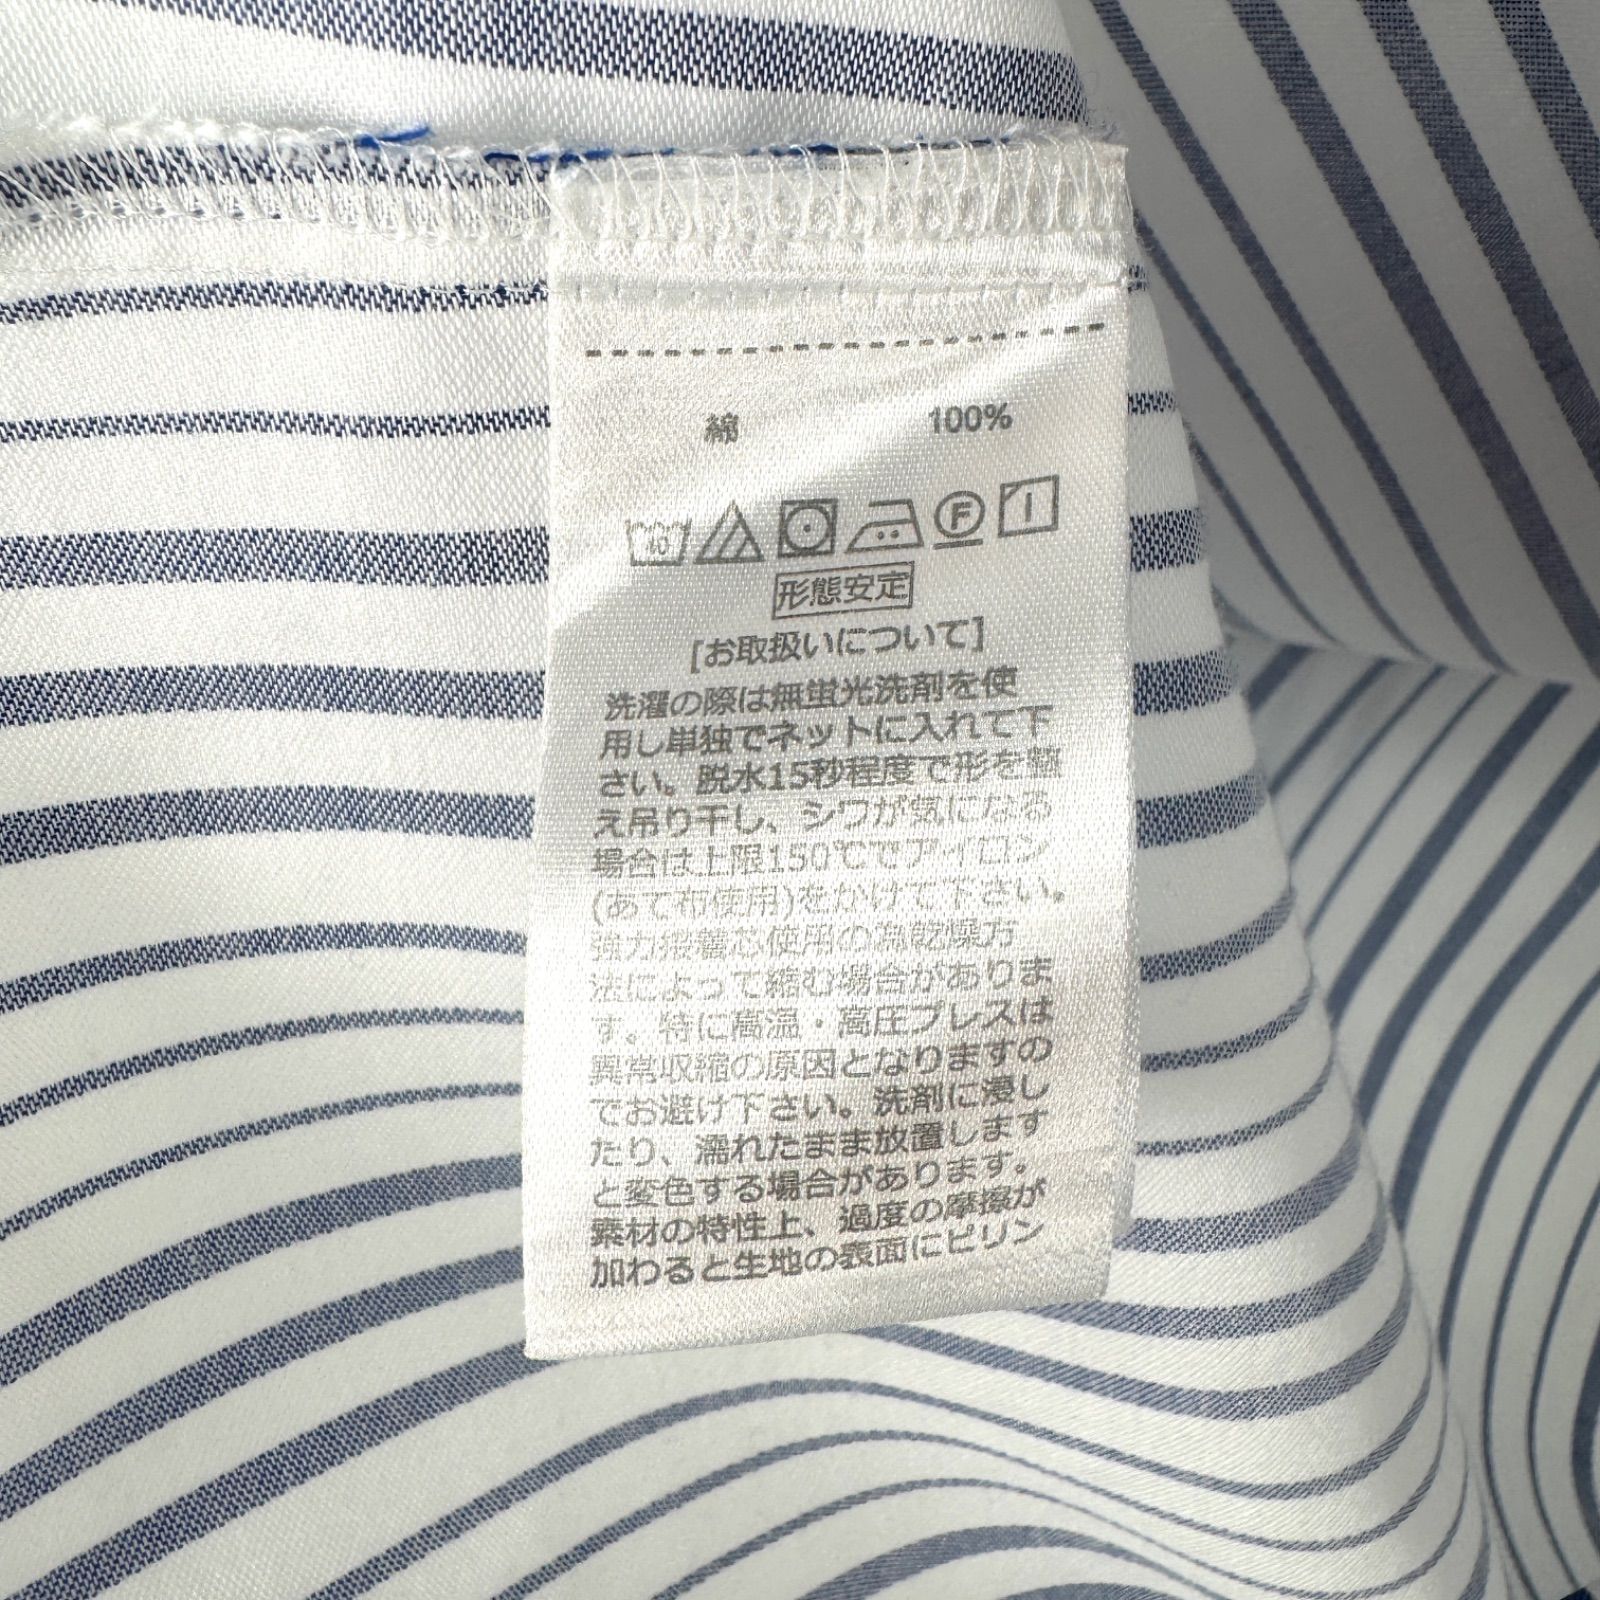 綿 100%
40
F
形態安定
[お取扱いについて]
洗濯の際は無蛍光洗剤を使
用し単独でネットに入れて下
さい。脱水15秒程度で形を整
え吊り干し、シワが気になる
場合は上限150℃でアイロン
(あて布使用)をかけて下さい。
強力接着芯使用の為乾燥方
法によって縮む場合がありま
す。特に高温・高圧プレスは
異常収縮の原因となりますの
でお避け下さい。洗剤に浸し
たり、濡れたまま放置します
と変色する場合があります。
素材の特性上、過度の摩擦が
加わると生地の表面にピリン